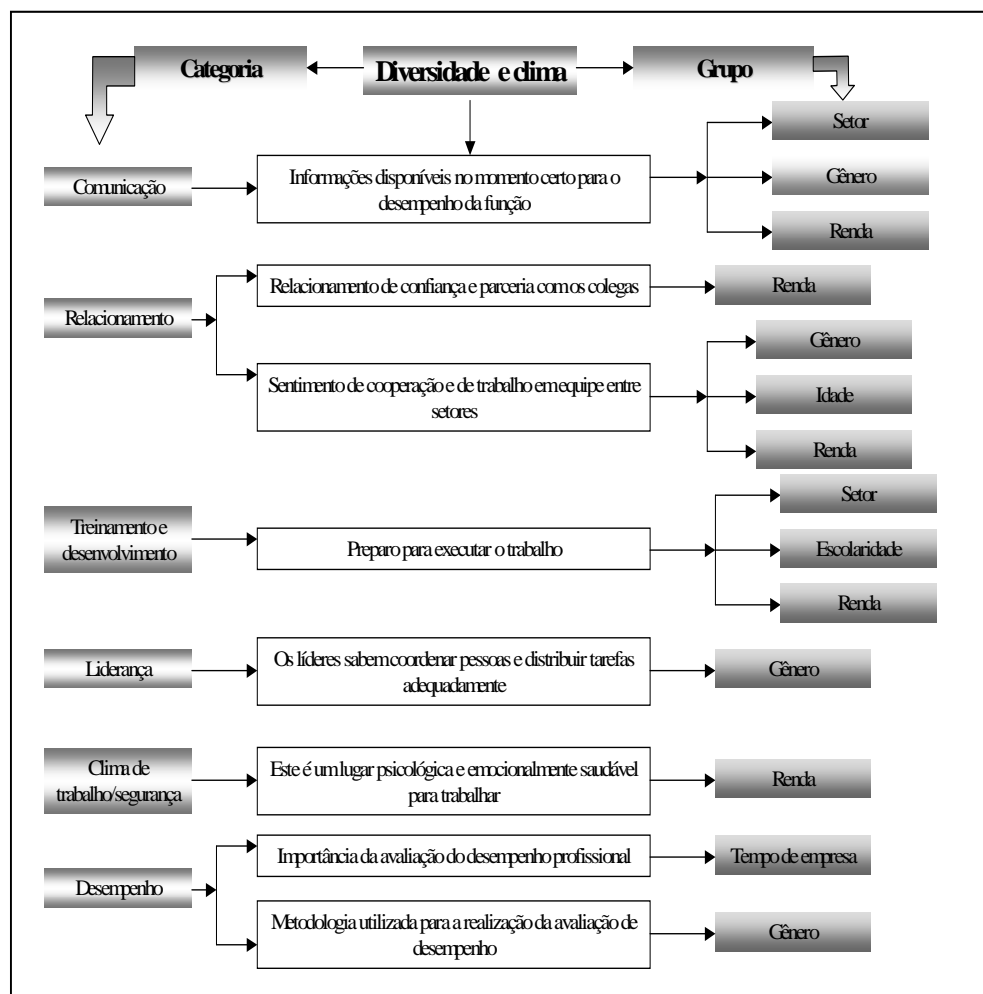 Categoria
Diversidade e clima
Grupo
Setor
Comunicação
Informações disponíveis no momento certo para o
desempenho da função
Gênero
Renda
Relacionamento
Relacionamento de confiança e parceria com os colegas
Renda
Sentimento de cooperação e de trabalho em equipe entre
setores
Gênero
Idade
Renda
Treinamento e
desenvolvimento
Preparo para executar o trabalho
Setor
Escolaridade
Renda
Liderança
Os líderes sabem coordenar pessoas e distribuir tarefas
adequadamente
Gênero
Clima de
trabalho/segurança
Este é um lugar psicológica e emocionalmente saudável
para trabalhar
Renda
Desempenho
Importância da avaliação do desempenho profissional
Tempo de empresa
Metodologia utilizada para a realização da avaliação de
desempenho
Gênero